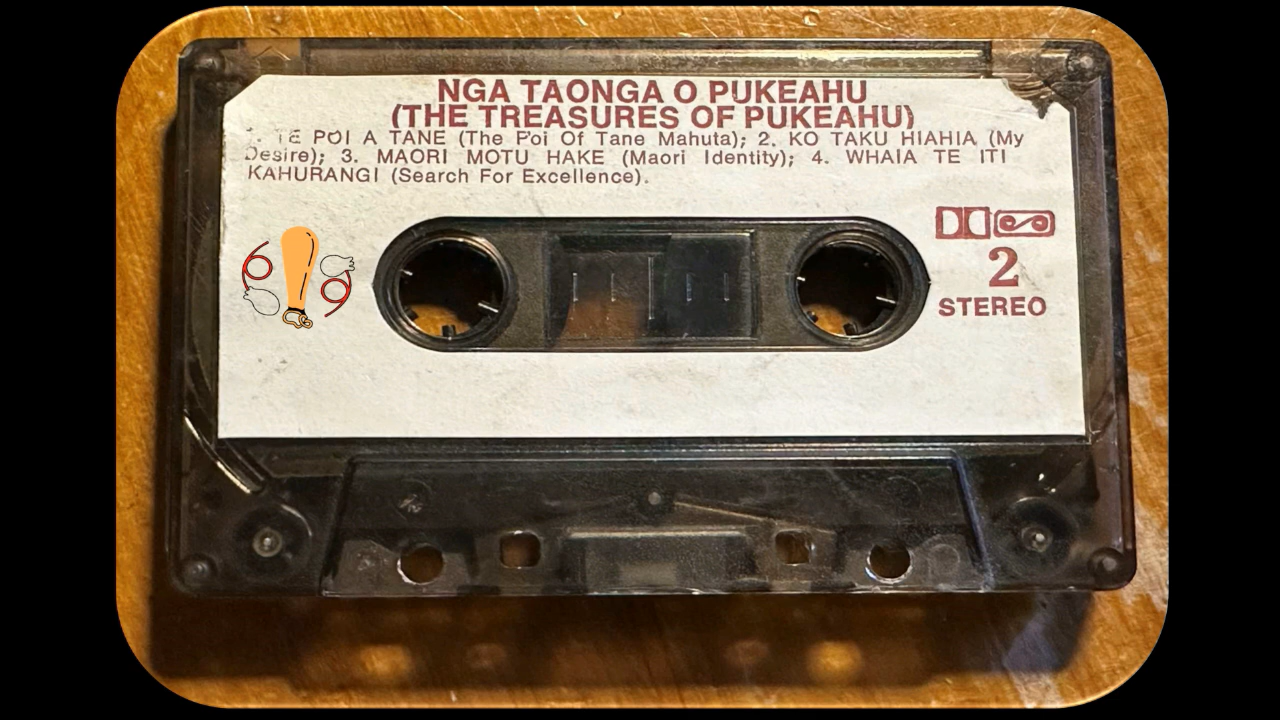 NGA TAONGA O PUKEAHU
(THE TREASURES OF PUKEAHU)
1. TE POI A TANE (The Poi Of Tane Mahuta); 2. KO TAKU HIAHIA (My
Desire); 3. MAORI MOTU HAKE (Maori Identity); 4. WHAIA TE ITI
KAHURANGI (Search For Excellence).
2
STEREO